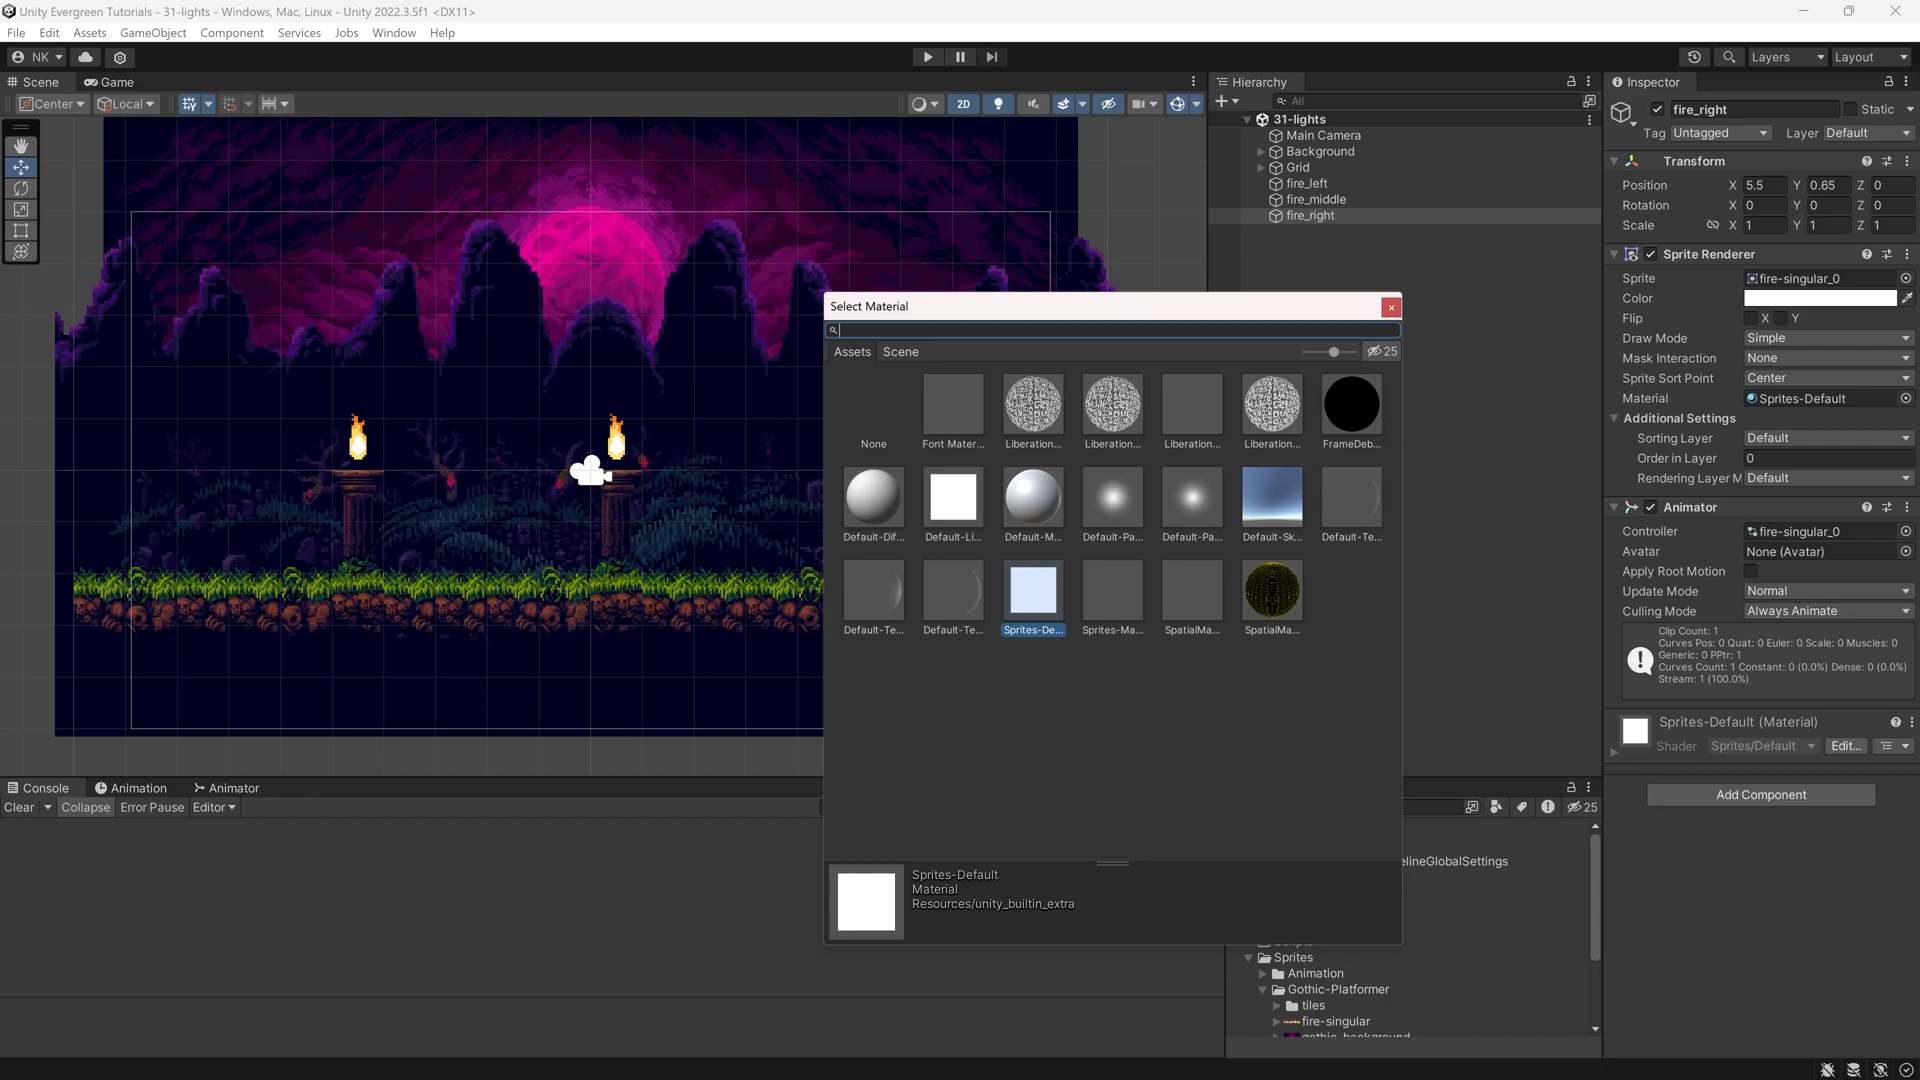 Unity Evergreen Tutorials - 31-lights - Windows, Mac, Linux - Unity 2022.3.5f1 <DX11>
File Edit Assets GameObject Component Services Jobs Window Help
NK Layers Layout
Scene Game
Center Local 2D
Hierarchy
All
31-lights
Main Camera
Background
Grid
fire_left
fire_middle
fire_right
Inspector
fire_right Static
Tag Untagged Layer Default
Transform
Position X 5.5 Y 0.65 Z 0
Rotation X 0 Y 0 Z 0
Scale X 1 Y 1 Z 1
Sprite Renderer
Sprite fire-singular_0
Color
Flip X Y
Draw Mode Simple
Mask Interaction None
Sprite Sort Point Center
Material Sprites-Default
Additional Settings
Sorting Layer Default
Order in Layer 0
Rendering Layer M Default
Animator
Controller fire-singular_0
Avatar None (Avatar)
Apply Root Motion
Update Mode Normal
Culling Mode Always Animate
Clip Count: 1
Curves Pos: 0 Quat: 0 Euler: 0 Scale: 0 Muscles: 0
Generic: 0 PPtr: 1
Curves Count: 1 Constant: 0 (0.0%) Dense: 0 (0.0%)
Stream: 1 (100.0%)
Sprites-Default (Material)
Shader Sprites/Default Edit...
Add Component
Select Material
Assets Scene 25
None Font Mater... Liberation... Liberation... Liberation... Liberation... FrameDeb...
Default-Dif... Default-Li... Default-M... Default-Pa... Default-Pa... Default-Sk... Default-Te...
Default-Te... Default-Te... Sprites-De... Sprites-Ma... SpatialMa... SpatialMa...
Sprites-Default
Material
Resources/unity_builtin_extra
Console Animation Animator
Clear Collapse Error Pause Editor
25
elineGlobalSettings
Sprites
Animation
Gothic-Platformer
tiles
fire-singular